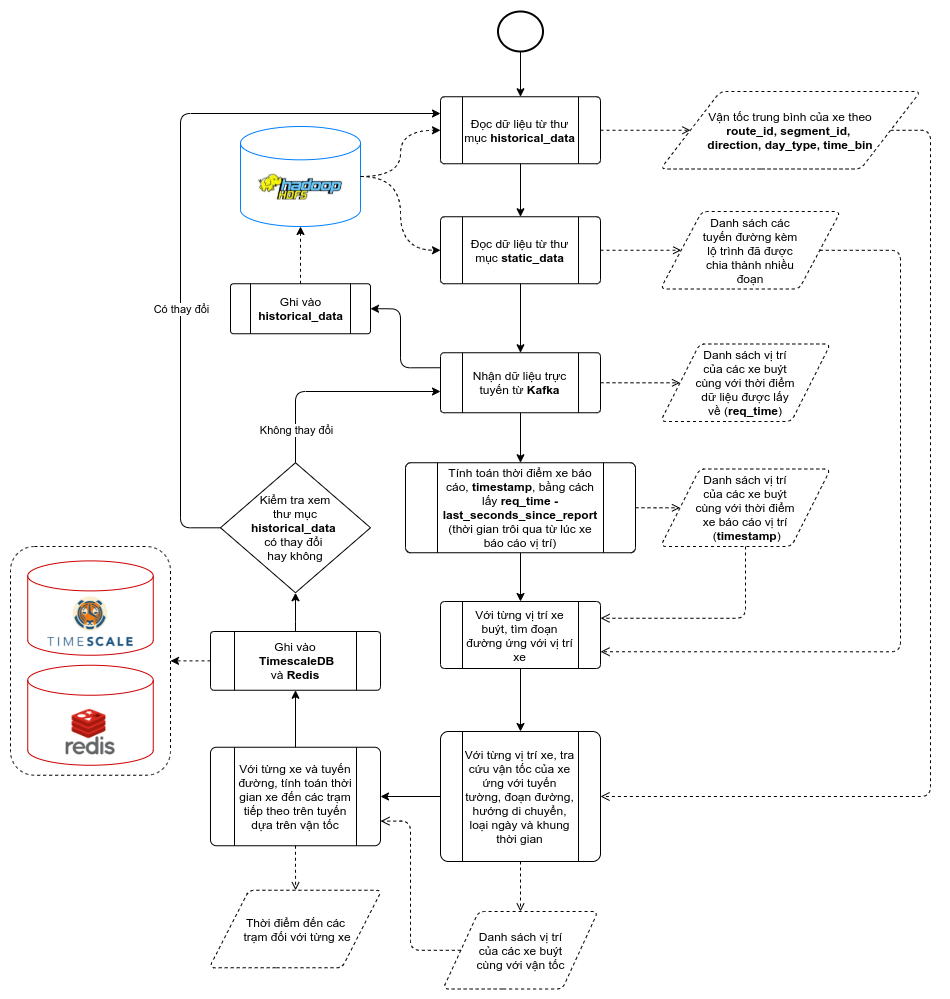 Đọc dữ liệu từ thư
mục historical_data
Vận tốc trung bình của xe theo
route_id, segment_id,
direction, day_type, time_bin
hadoop
HDFS
Đọc dữ liệu từ thư
mục static_data
Danh sách các
tuyến đường kèm
lộ trình đã được
chia thành nhiều
đoạn
Có thay đổi
Ghi vào
historical_data
Nhận dữ liệu trực
tuyến từ Kafka
Danh sách vị trí
của các xe buýt
cùng với thời điểm
dữ liệu được lấy
về (req_time)
Không thay đổi
Kiểm tra xem
thư mục
historical_data
có thay đổi
hay không
Tính toán thời điểm xe báo
cáo, timestamp, bằng cách
lấy req_time -
last_seconds_since_report
(thời gian trôi qua từ lúc xe
báo cáo vị trí)
Danh sách vị trí
của các xe buýt
cùng với thời điểm
xe báo cáo vị trí
(timestamp)
TIMESCALE
redis
Ghi vào
TimescaleDB
và Redis
Với từng vị trí xe
buýt, tìm đoạn
đường ứng với vị trí
xe
Với từng xe và tuyến
đường, tính toán thời
gian xe đến các trạm
tiếp theo trên tuyến
dựa trên vận tốc
Với từng vị trí xe, tra
cứu vận tốc của xe
ứng với tuyến
tường, đoạn đường,
hướng di chuyển,
loại ngày và khung
thời gian
Thời điểm đến các
trạm đối với từng xe
Danh sách vị trí
của các xe buýt
cùng với vận tốc